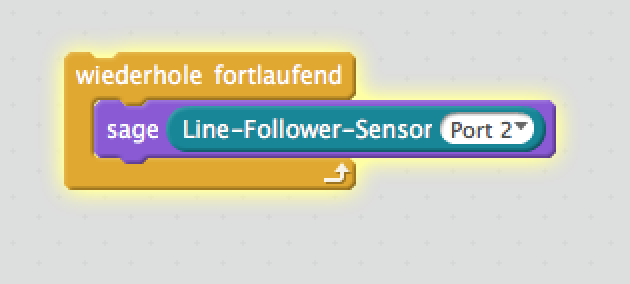 wiederhole fortlaufend
sage Line-Follower-Sensor Port 2